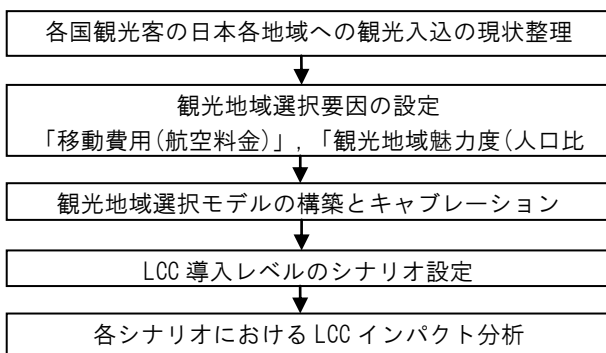 各国観光客の日本各地域への観光入込の現状整理
観光地域選択要因の設定
「移動費用(航空料金)」,「観光地域魅力度(人口比
観光地域選択モデルの構築とキャブレーション
LCC 導入レベルのシナリオ設定
各シナリオにおける LCC インパクト分析